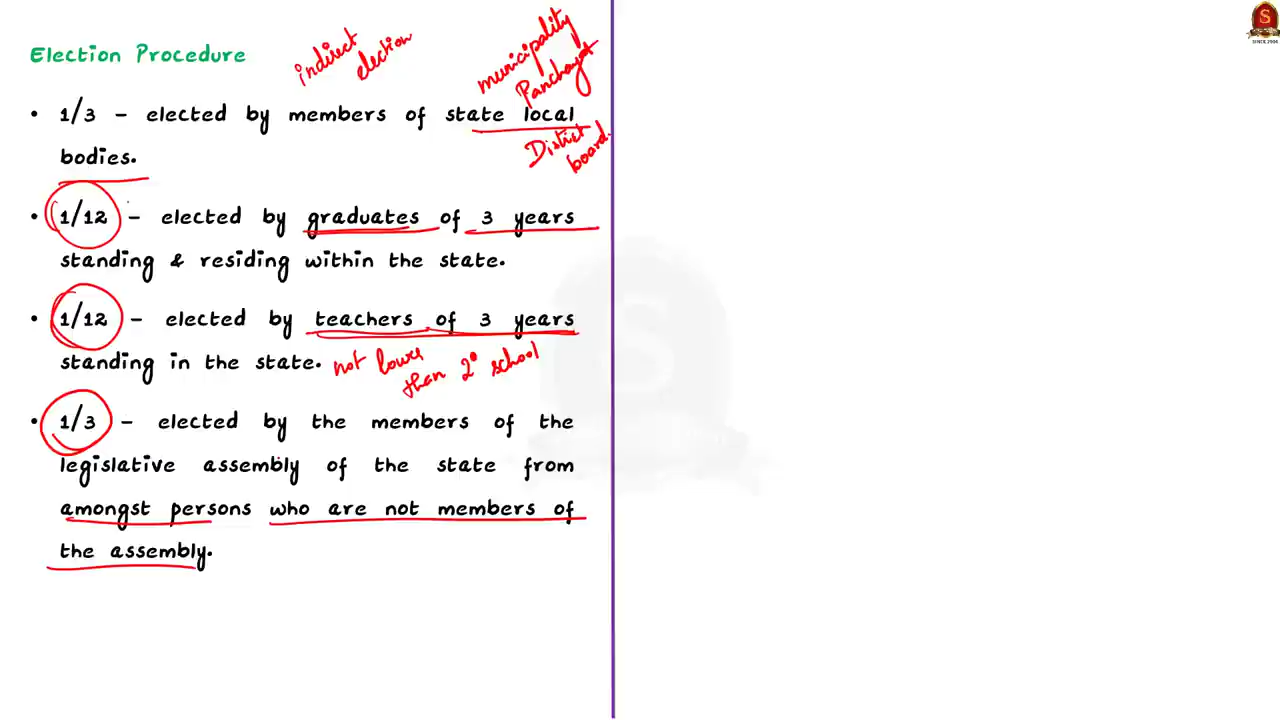 Election Procedure
indirect
election
municipality
Panchayat
• 1/3 - elected by members of state local
bodies.
District
board.
• 1/12 - elected by graduates of 3 years
standing & residing within the state.
• 1/12 - elected by teachers of 3 years
standing in the state.
not lower
than 2° school
• 1/3 - elected by the members of the
legislative assembly of the state from
amongst persons who are not members of
the assembly.
S
SINCE 2004
S